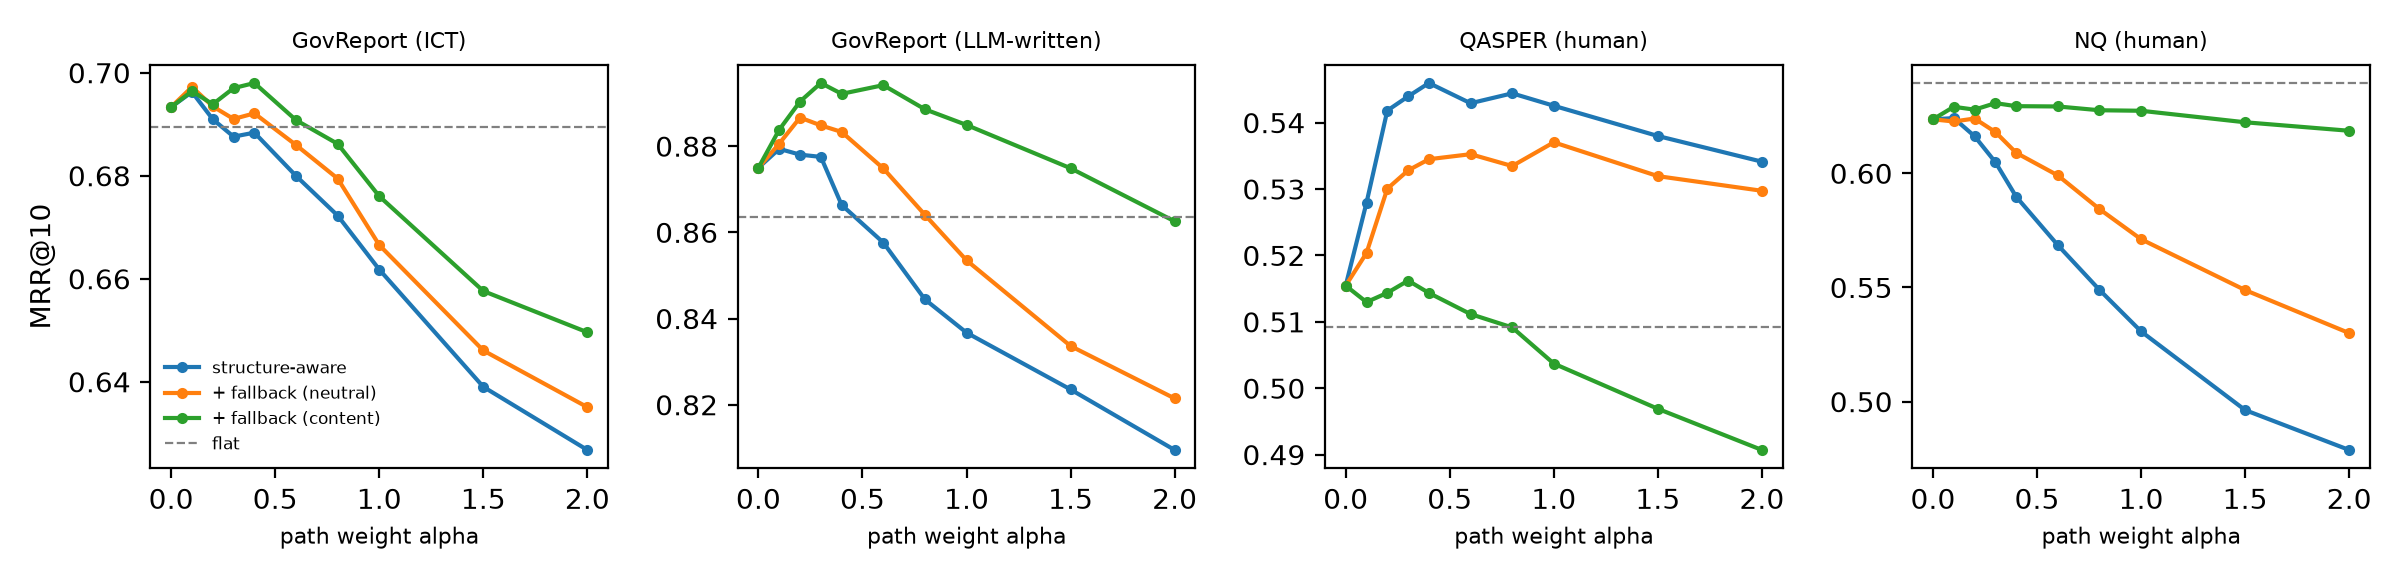 GovReport (ICT)
MRR@10
0.70
0.68
0.66
0.64
structure-aware
+ fallback (neutral)
+ fallback (content)
flat
0.0 0.5 1.0 1.5 2.0
path weight alpha
GovReport (LLM-written)
0.88
0.86
0.84
0.82
0.0 0.5 1.0 1.5 2.0
path weight alpha
QASPER (human)
0.54
0.53
0.52
0.51
0.50
0.49
0.0 0.5 1.0 1.5 2.0
path weight alpha
NQ (human)
0.60
0.55
0.50
0.0 0.5 1.0 1.5 2.0
path weight alpha